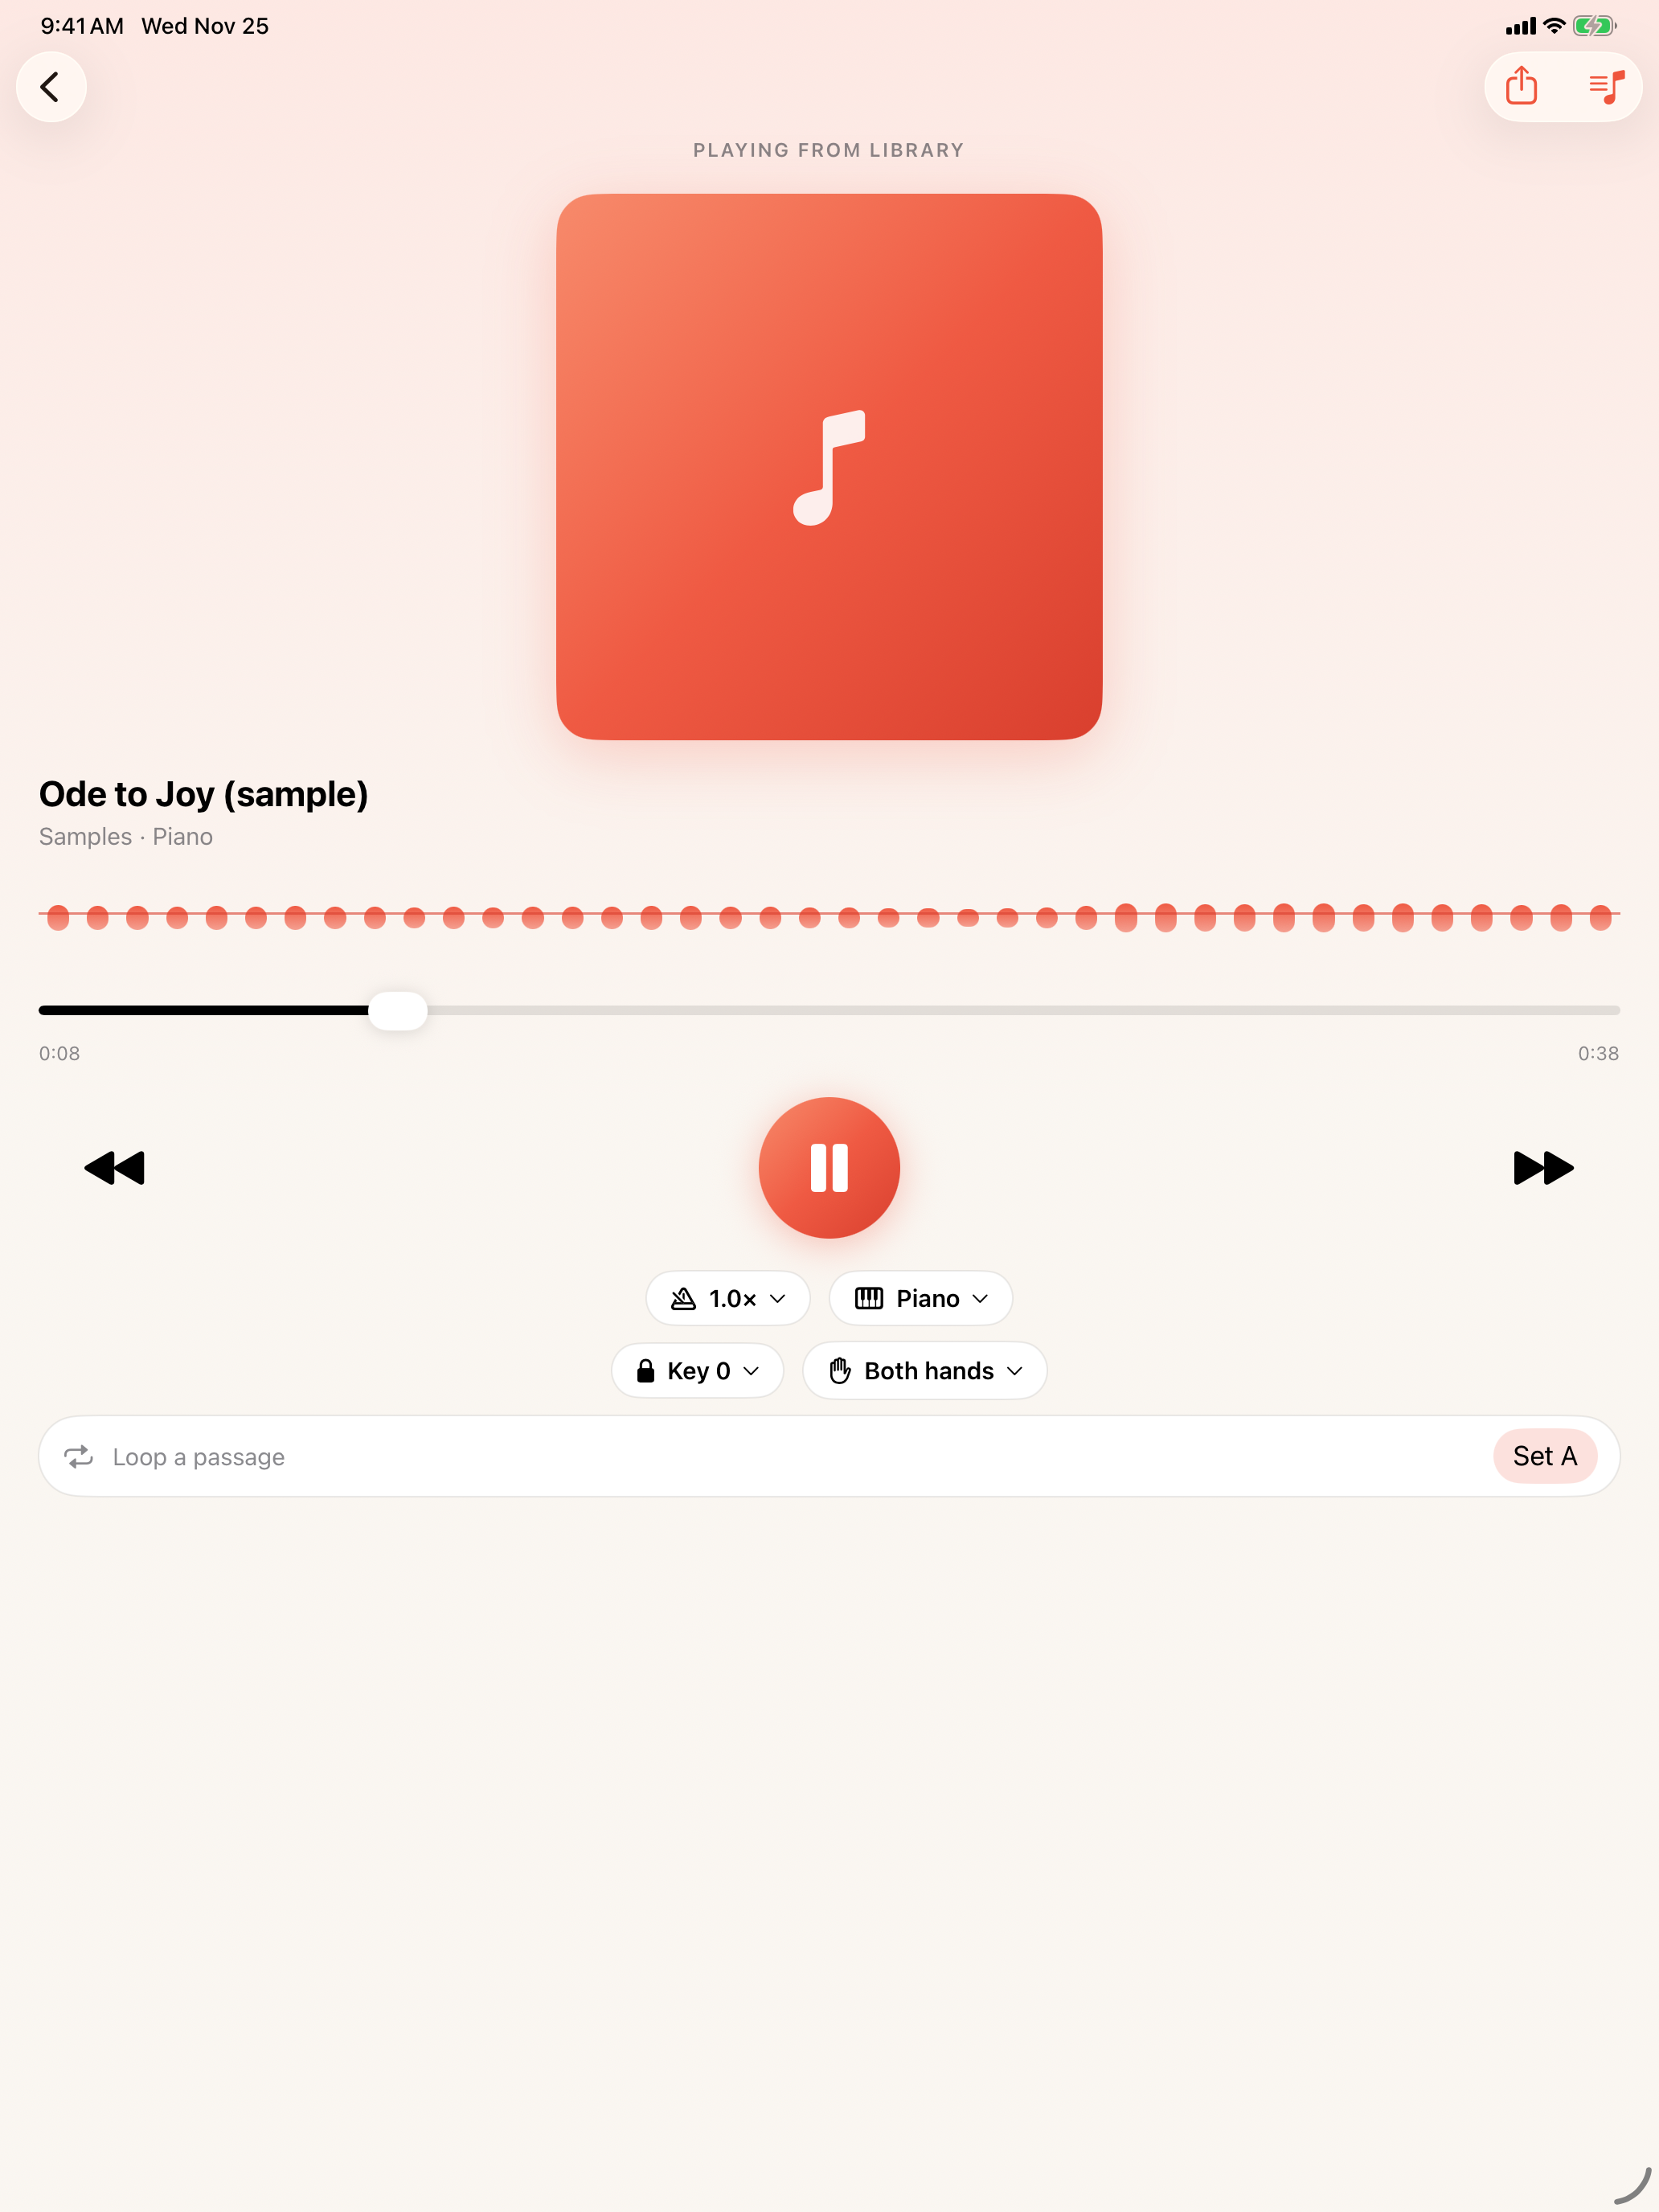 9:41 AM Wed Nov 25
PLAYING FROM LIBRARY
Ode to Joy (sample)
Samples · Piano
0:08 0:38
1.0× Piano
Key 0 Both hands
Loop a passage Set A